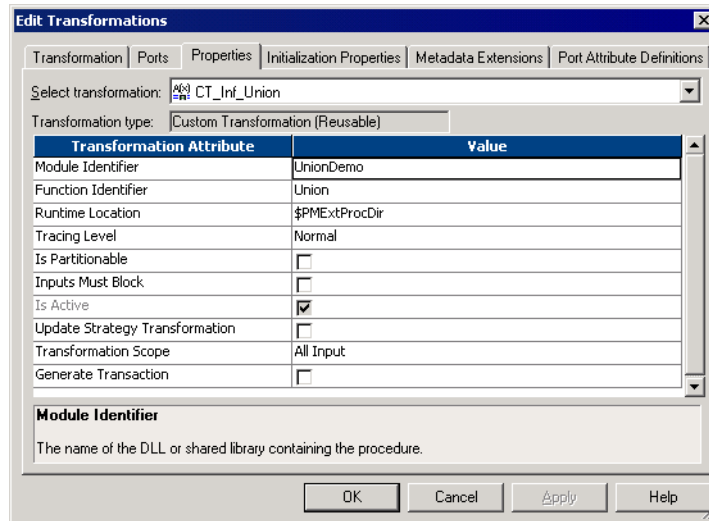 Edit Transformations
Transformation Ports Properties Initialization Properties Metadata Extensions Port Attribute Definitions
Select transformation: CT_Inf_Union
Transformation type: Custom Transformation (Reusable)
Transformation Attribute Value
Module Identifier UnionDemo
Function Identifier Union
Runtime Location $PMExtProcDir
Tracing Level Normal
Is Partitionable
Inputs Must Block
Is Active
Update Strategy Transformation
Transformation Scope All Input
Generate Transaction
Module Identifier
The name of the DLL or shared library containing the procedure.
OK Cancel Apply Help